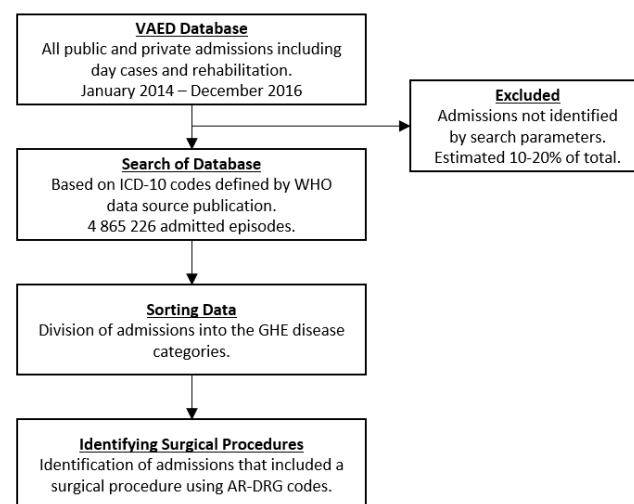 VAED Database
All public and private admissions including
day cases and rehabilitation.
January 2014 – December 2016
Excluded
Admissions not identified
by search parameters.
Estimated 10-20% of total.
Search of Database
Based on ICD-10 codes defined by WHO
data source publication.
4 865 226 admitted episodes.
Sorting Data
Division of admissions into the GHE disease
categories.
Identifying Surgical Procedures
Identification of admissions that included a
surgical procedure using AR-DRG codes.